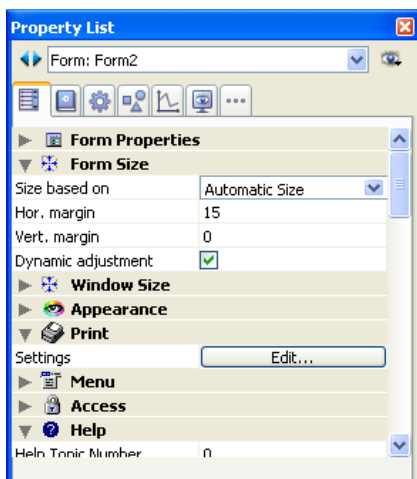 Property List
Form: Form2
Form Properties
Form Size
Size based on Automatic Size
Hor. margin 15
Vert. margin 0
Dynamic adjustment
Window Size
Appearance
Print
Settings Edit...
Menu
Access
Help
Help Topic Number 0